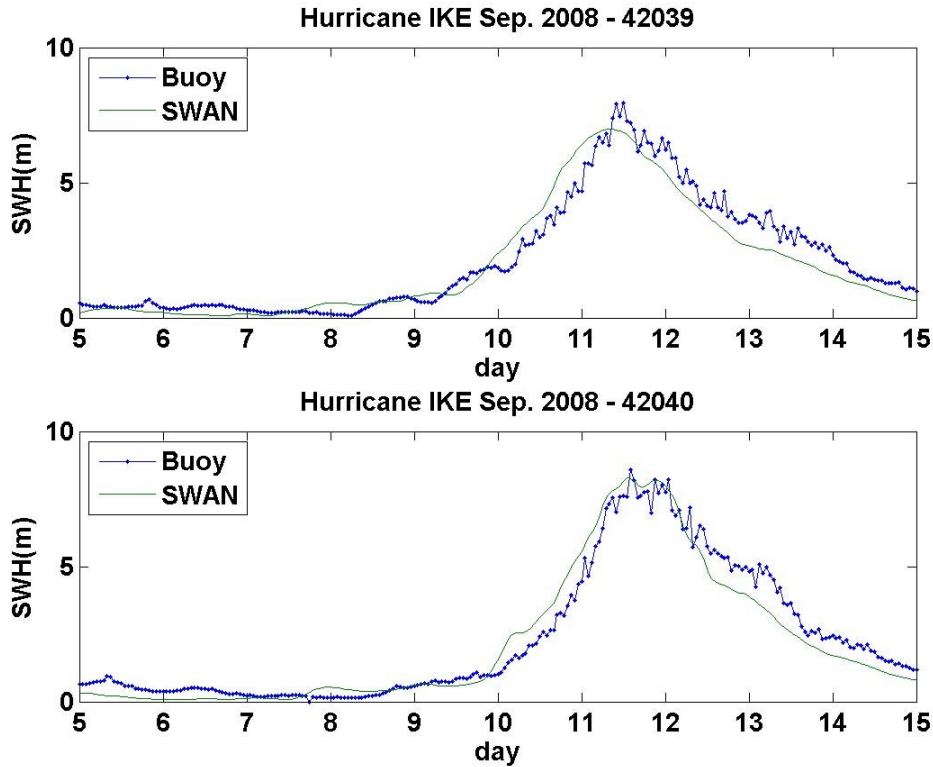 Hurricane IKE Sep. 2008 - 42039
10
5
0
SWH(m)
Buoy
SWAN
5 6 7 8 9 10 11 12 13 14 15
day
Hurricane IKE Sep. 2008 - 42040
10
5
0
SWH(m)
Buoy
SWAN
5 6 7 8 9 10 11 12 13 14 15
day